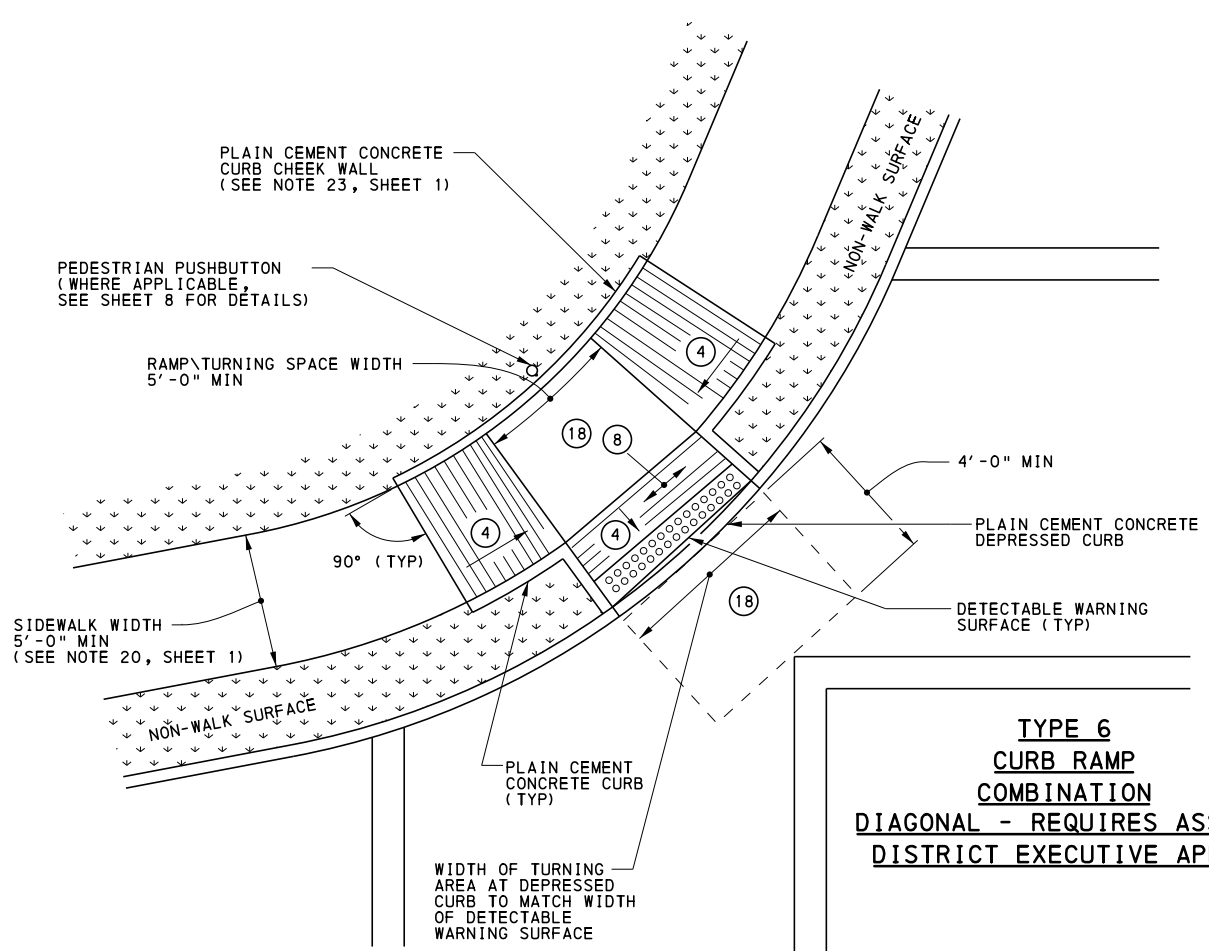 PLAIN CEMENT CONCRETE
CURB CHEEK WALL
(SEE NOTE 23, SHEET 1)
NON-WALK SURFACE
PEDESTRIAN PUSHBUTTON
(WHERE APPLICABLE,
SEE SHEET 8 FOR DETAILS)
RAMP\TURNING SPACE WIDTH
5'-0" MIN
4
18
8
4'-0" MIN
4
4
90° (TYP)
PLAIN CEMENT CONCRETE
DEPRESSED CURB
18
DETECTABLE WARNING
SURFACE (TYP)
SIDEWALK WIDTH
5'-0" MIN
(SEE NOTE 20, SHEET 1)
NON-WALK SURFACE
PLAIN CEMENT
CONCRETE CURB
(TYP)
WIDTH OF TURNING
AREA AT DEPRESSED
CURB TO MATCH WIDTH
OF DETECTABLE
WARNING SURFACE
TYPE 6
CURB RAMP
COMBINATION
DIAGONAL - REQUIRES
DISTRICT EXECUTIVE